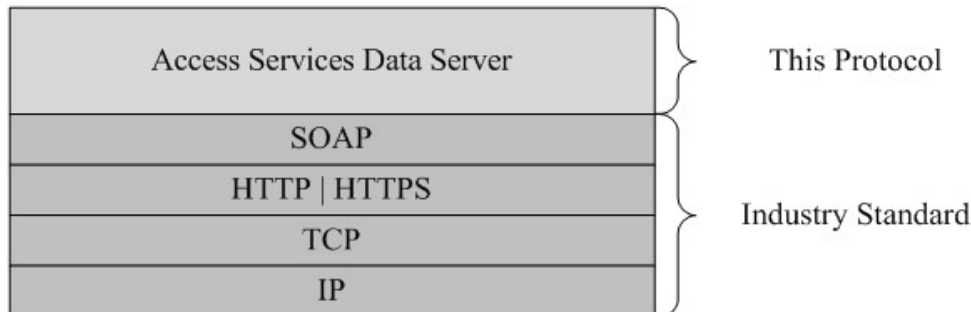 Access Services Data Server
This Protocol
SOAP
HTTP | HTTPS
TCP
IP
Industry Standard